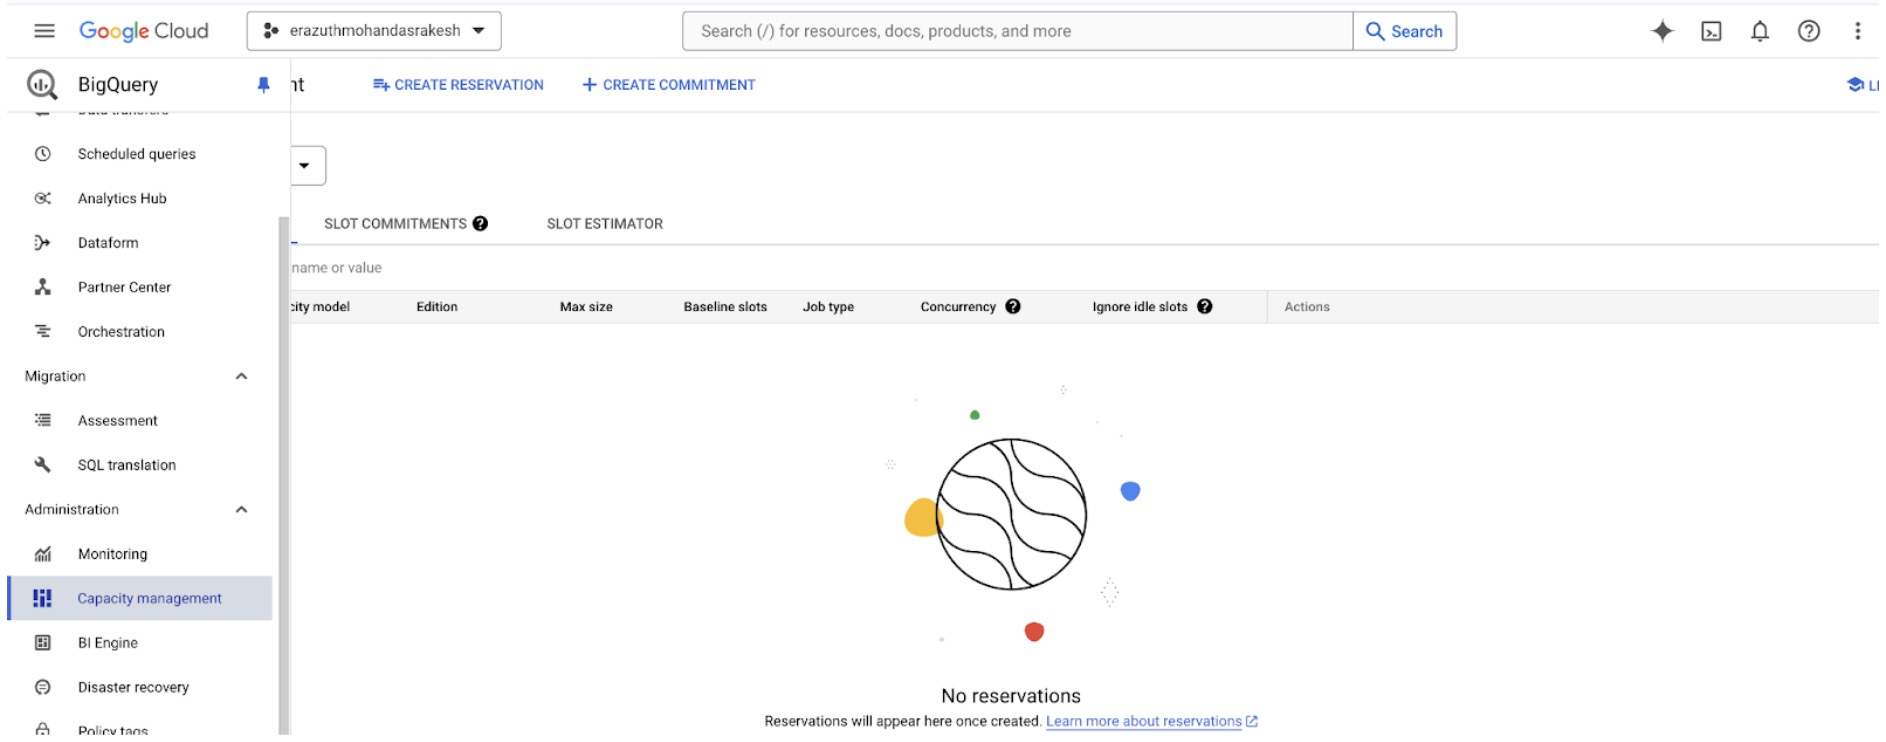 Google Cloud
erazuthmohandasrakesh
Search (/) for resources, docs, products, and more
Search
BigQuery
nt
CREATE RESERVATION
CREATE COMMITMENT
Data transfers
Scheduled queries
Analytics Hub
Dataform
Partner Center
Orchestration
Migration
Assessment
SQL translation
Administration
Monitoring
Capacity management
BI Engine
Disaster recovery
Policy tags
SLOT COMMITMENTS
SLOT ESTIMATOR
name or value
city model Edition Max size Baseline slots Job type Concurrency Ignore idle slots Actions
No reservations
Reservations will appear here once created. Learn more about reservations